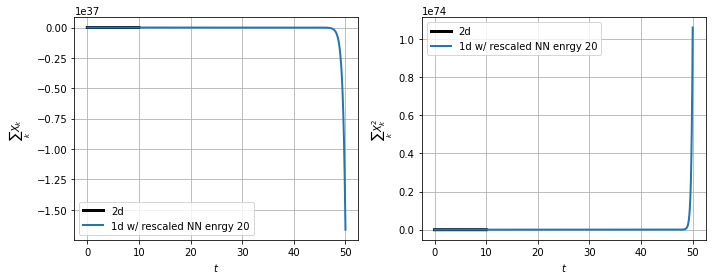 1e37
0.00
−0.25
−0.50
−0.75
−1.00
−1.25
−1.50
∑ₖ Xₖ
2d
1d w/ rescaled NN enrgy 20
0 10 20 30 40 50
t
1e74
1.0
0.8
0.6
0.4
0.2
0.0
∑ₖ Xₖ²
2d
1d w/ rescaled NN enrgy 20
0 10 20 30 40 50
t